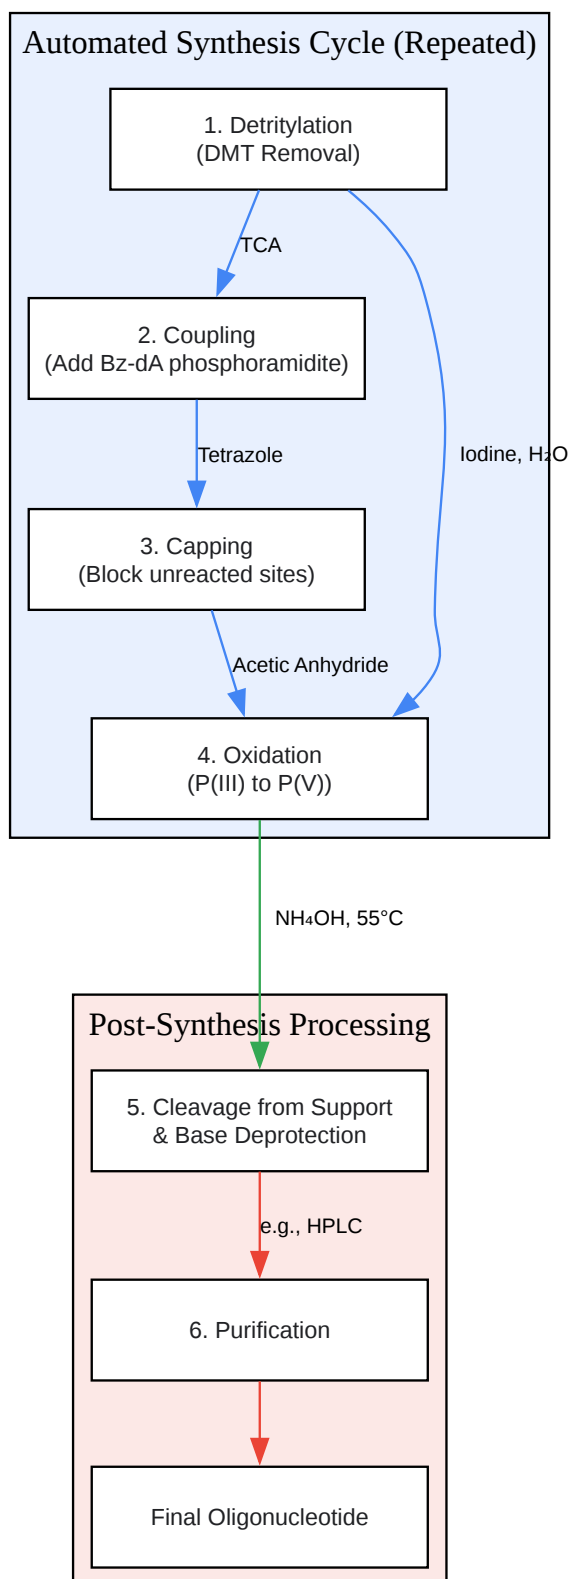 Automated Synthesis Cycle (Repeated)
1. Detritylation
(DMT Removal)
TCA
2. Coupling
(Add Bz-dA phosphoramidite)
Tetrazole
Iodine, H₂O
3. Capping
(Block unreacted sites)
Acetic Anhydride
4. Oxidation
(P(III) to P(V))
NH₄OH, 55°C
Post-Synthesis Processing
5. Cleavage from Support
& Base Deprotection
e.g., HPLC
6. Purification
Final Oligonucleotide